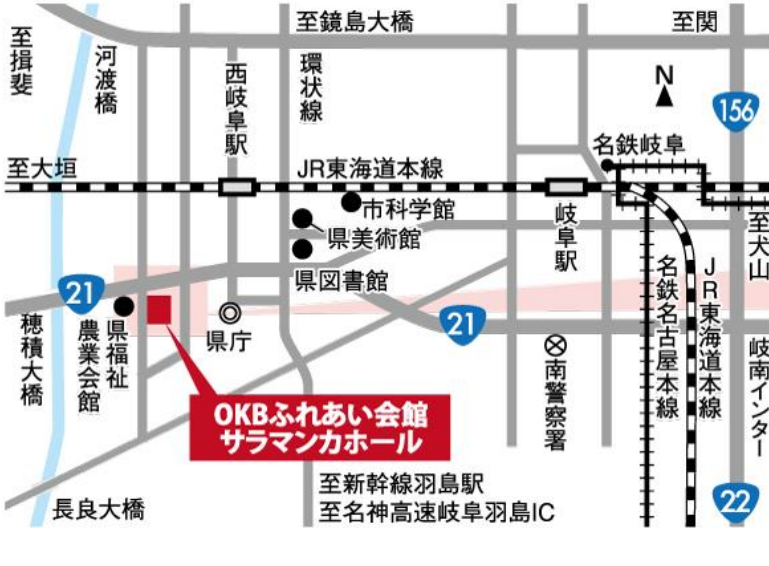 至鏡島大橋
至関
至揖斐
河渡橋
西岐阜駅
環状線
N
156
名鉄岐阜
至大垣
JR東海道本線
市科学館
県美術館
県図書館
岐阜駅
至犬山
21
穂積大橋
県福祉
農業会館
県庁
21
名鉄名古屋本線
JR東海道本線
岐南インター
南警察署
OKBふれあい会館
サラマンカホール
長良大橋
至新幹線羽島駅
至名神高速岐阜羽島IC
22